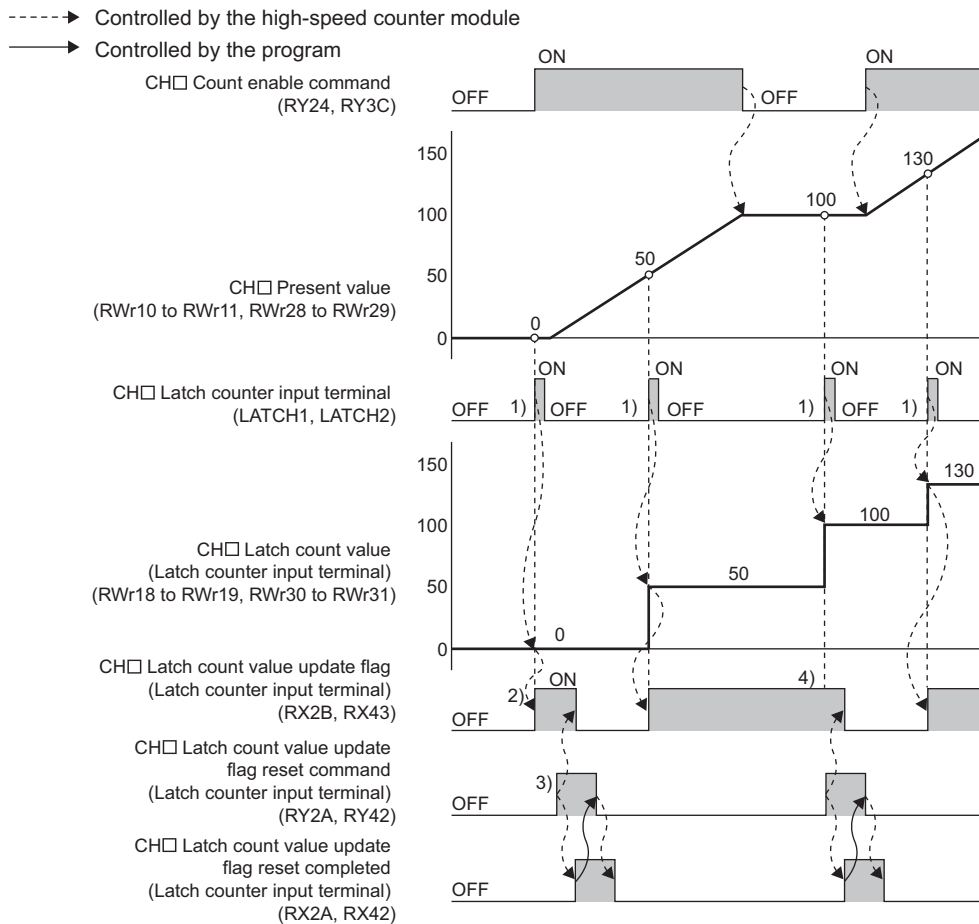 Controlled by the high-speed counter module
Controlled by the program
CH□ Count enable command
(RY24, RY3C)
OFF
ON
OFF
ON
150
100
50
0
CH□ Present value
(RWr10 to RWr11, RWr28 to RWr29)
0
50
100
130
CH□ Latch counter input terminal
(LATCH1, LATCH2)
OFF
1)
ON
OFF
1)
ON
OFF
1)
ON
OFF
1)
ON
150
100
50
0
CH□ Latch count value
(Latch counter input terminal)
(RWr18 to RWr19, RWr30 to RWr31)
0
50
100
130
CH□ Latch count value update flag
(Latch counter input terminal)
(RX2B, RX43)
OFF
2)
ON
4)
CH□ Latch count value update
flag reset command
(Latch counter input terminal)
(RY2A, RY42)
OFF
3)
CH□ Latch count value update
flag reset completed
(Latch counter input terminal)
(RX2A, RX42)
OFF